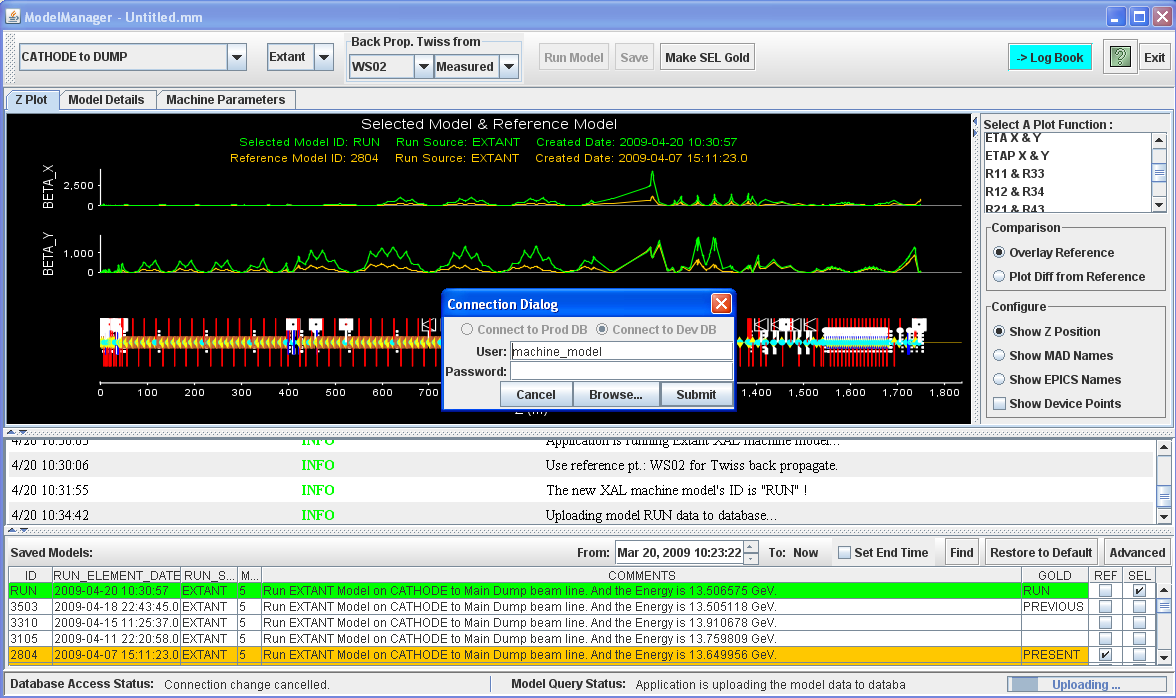 ModelManager - Untitled.mm
CATHODE to DUMP
Extant
Back Prop. Twiss from
WS02
Measured
Run Model
Save
Make SEL Gold
-> Log Book
?
Exit
Z Plot
Model Details
Machine Parameters
Selected Model & Reference Model
Selected Model ID: RUN Run Source: EXTANT Created Date: 2009-04-20 10:30:57
Reference Model ID: 2804 Run Source: EXTANT Created Date: 2009-04-07 15:11:23.0
BETA_X
2,500
0
BETA_Y
1,000
0
0 100 200 300 400 500 600 700 1,400 1,500 1,600 1,700 1,800
Z (m)
Select A Plot Function :
ETA X & Y
ETAP X & Y
R11 & R33
R12 & R34
R21 & R43
Comparison
Overlay Reference
Plot Diff from Reference
Configure
Show Z Position
Show MAD Names
Show EPICS Names
Show Device Points
Connection Dialog
Connect to Prod DB Connect to Dev DB
User: machine_model
Password:
Cancel
Browse...
Submit
4/20 10:30:05 INFO Application is running Extant XAL machine model...
4/20 10:30:06 INFO Use reference pt.: WS02 for Twiss back propagate.
4/20 10:31:55 INFO The new XAL machine model's ID is "RUN" !
4/20 10:34:42 INFO Uploading model RUN data to database...
Saved Models: From: Mar 20, 2009 10:23:22 To: Now Set End Time Find Restore to Default Advanced
ID RUN_ELEMENT_DATE RUN_S... M... COMMENTS GOLD REF SEL
RUN 2009-04-20 10:30:57 EXTANT 5 Run EXTANT Model on CATHODE to Main Dump beam line. And the Energy is 13.506575 GeV. RUN
3503 2009-04-18 22:43:45.0 EXTANT 5 Run EXTANT Model on CATHODE to Main Dump beam line. And the Energy is 13.505118 GeV. PREVIOUS
3310 2009-04-15 11:25:37.0 EXTANT 5 Run EXTANT Model on CATHODE to Main Dump beam line. And the Energy is 13.910678 GeV.
3105 2009-04-11 22:20:58.0 EXTANT 5 Run EXTANT Model on CATHODE to Main Dump beam line. And the Energy is 13.759809 GeV.
2804 2009-04-07 15:11:23.0 EXTANT 5 Run EXTANT Model on CATHODE to Main Dump beam line. And the Energy is 13.649956 GeV. PRESENT
Database Access Status: Connection change cancelled.
Model Query Status: Application is uploading the model data to databa
Uploading ...